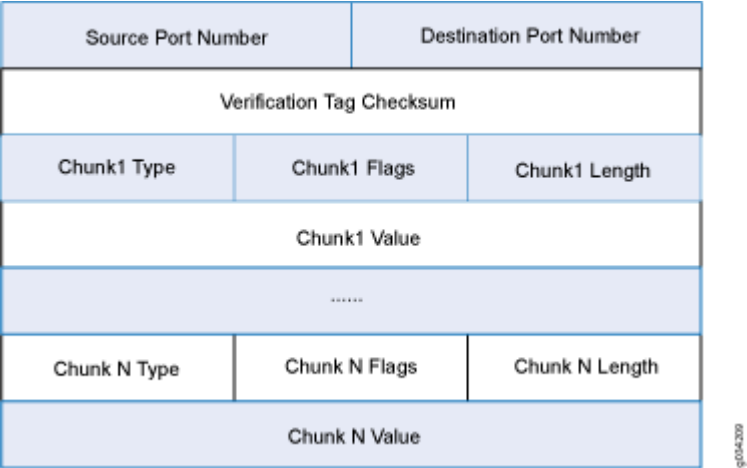 Source Port Number
Destination Port Number
Verification Tag Checksum
Chunk1 Type
Chunk1 Flags
Chunk1 Length
Chunk1 Value
......
Chunk N Type
Chunk N Flags
Chunk N Length
Chunk N Value
g034209